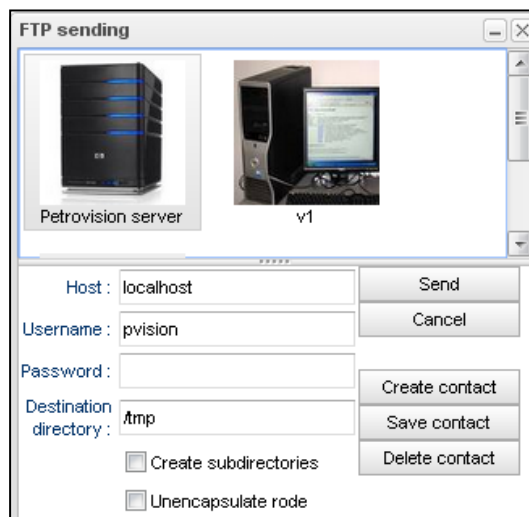 FTP sending
Petrovision server
v1
Host : localhost
Send
Username : pvision
Cancel
Password :
Create contact
Destination directory : /tmp
Save contact
Delete contact
Create subdirectories
Unencapsulate rode